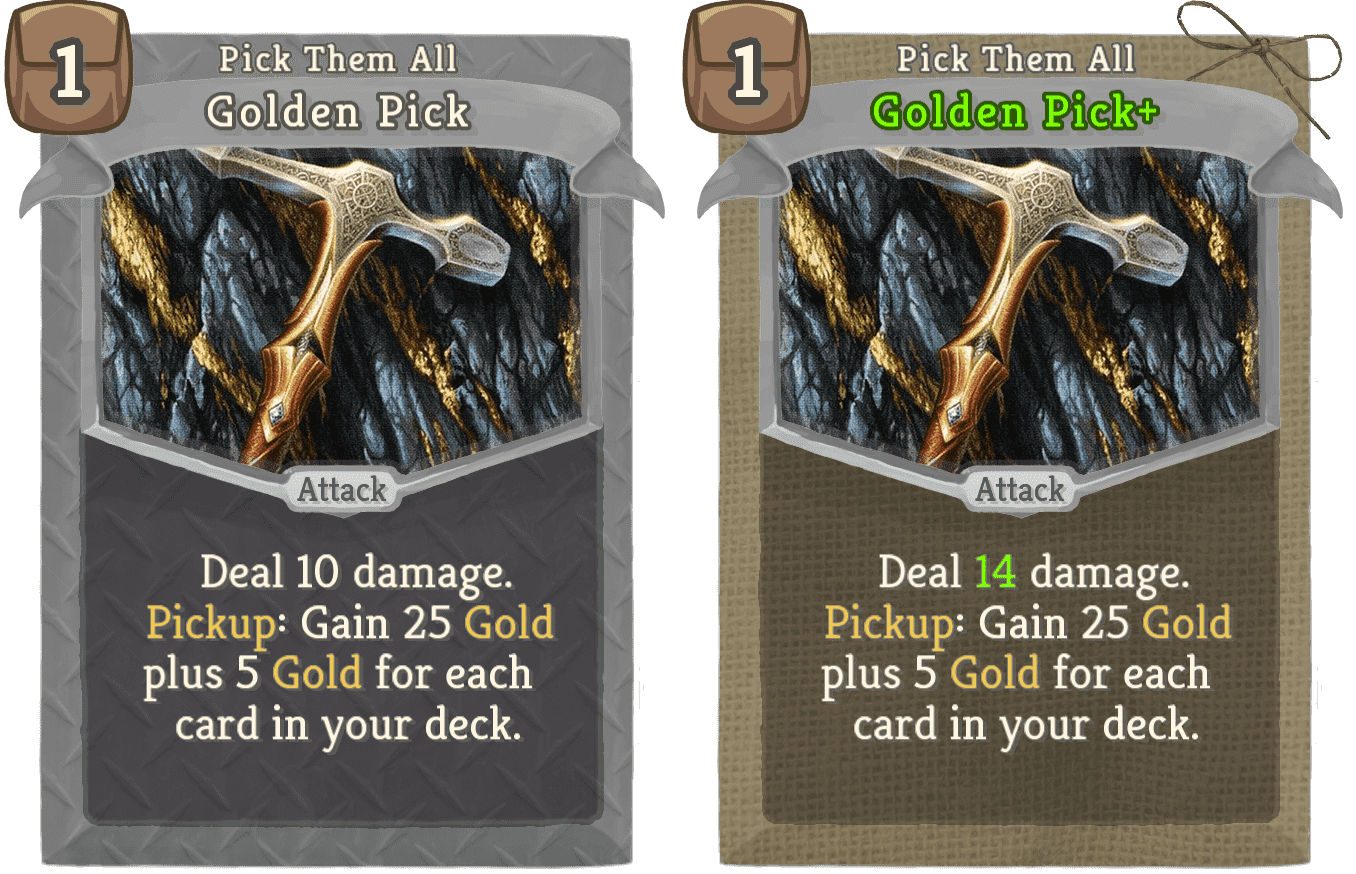 1
Pick Them All
Golden Pick
Attack
Deal 10 damage.
Pickup: Gain 25 Gold
plus 5 Gold for each
card in your deck.
1
Pick Them All
Golden Pick+
Attack
Deal 14 damage.
Pickup: Gain 25 Gold
plus 5 Gold for each
card in your deck.